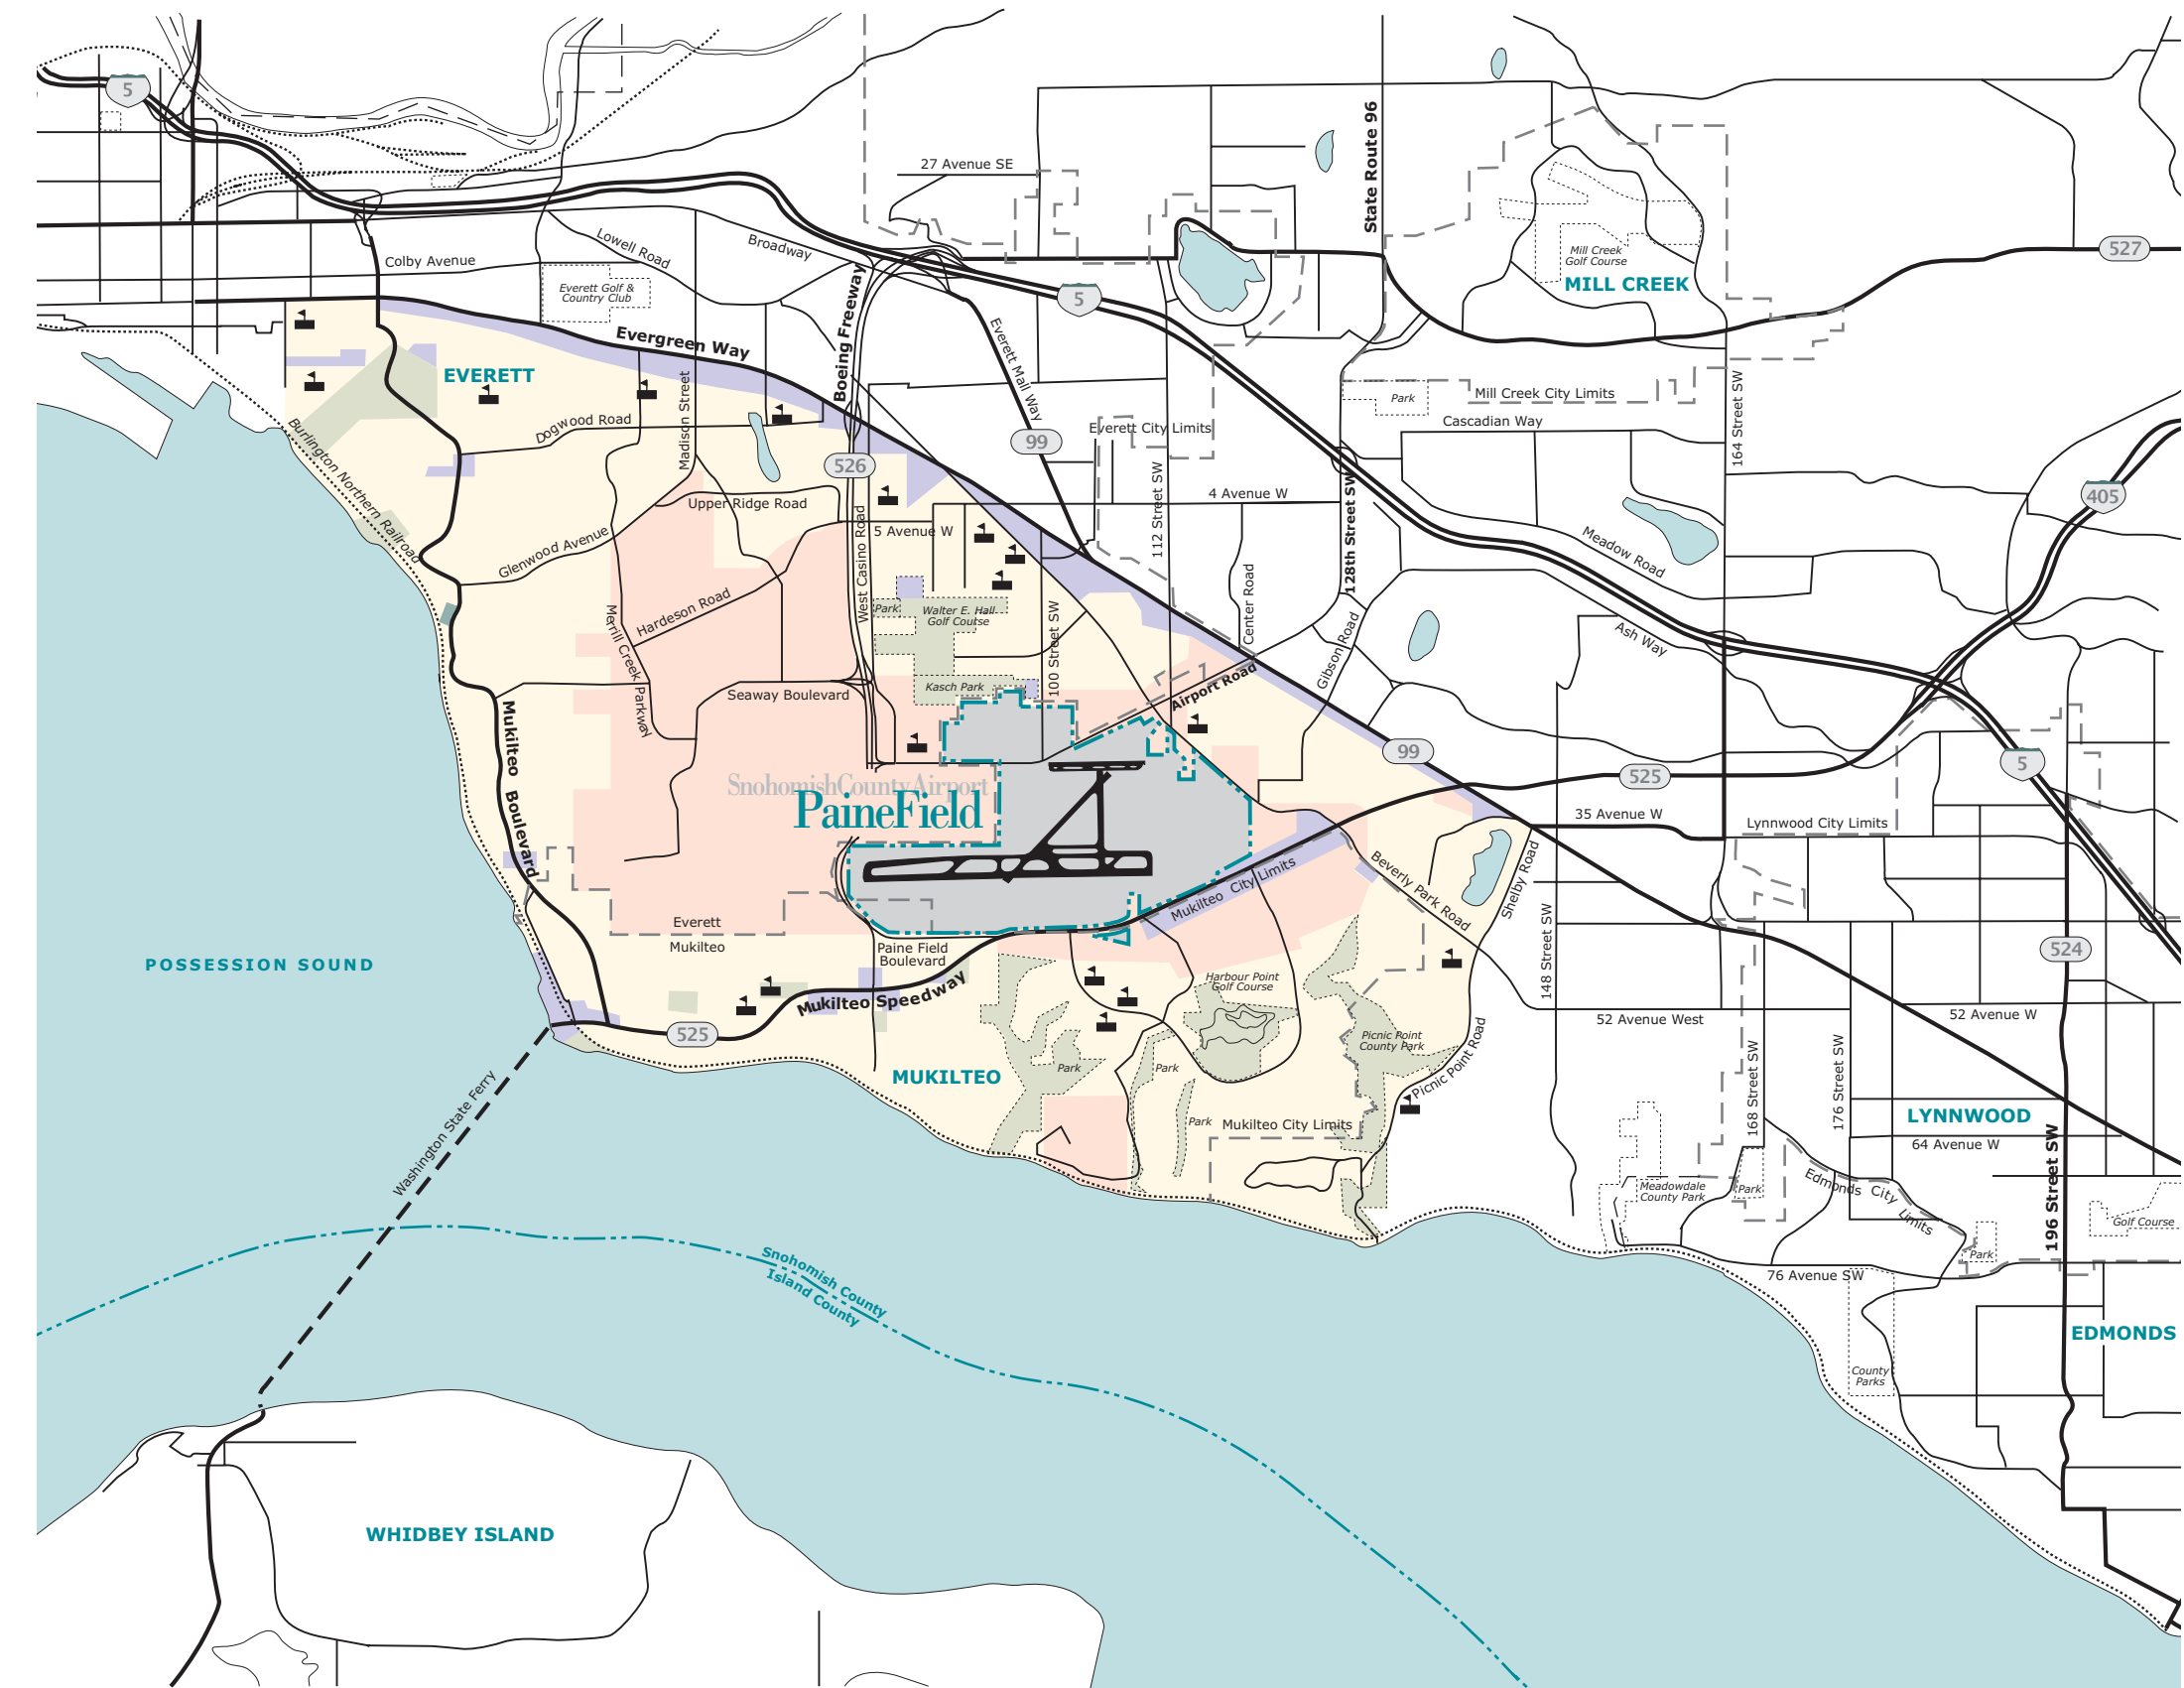 5
27 Avenue SE
State Route 96
Lowell Road
Broadway
Colby Avenue
Everett Golf &
Country Club
Mill Creek
Golf Course
MILL CREEK
527
5
Evergreen Way
Boeing Freway
Everett Mall Way
EVERETT
Madison Street
Park
Mill Creek City Limits
Cascadian Way
164 Street SW
Dogwood Road
Everett City Limits
99
526
405
Burlington Northern Railroad
Upper Ridge Road
4 Avenue W
112 Street SW
128th Street SW
5 Avenue W
West Casino Road
Glenwood Avenue
Meadow Road
Hardeson Road
Merrill Creek Parkway
Park
Walter E. Hall
Golf Course
100 Street SW
Center Road
Gibson Road
Ash Way
Kasch Park
Seaway Boulevard
Airport Road
Mukilteo Boulevard
99
525
5
SnohomishCountyAirport
PaineField
35 Avenue W
Lynnwood City Limits
Mukilteo City Limits
Beverly Park Road
Shelby Road
148 Street SW
Everett
Mukilteo
Paine Field
Boulevard
524
POSSESSION SOUND
Mukilteo Speedway
Harbour Point
Golf Course
525
52 Avenue West
52 Avenue W
Picnic Point
County Park
Picnic Point Road
168 Street SW
176 Street SW
MUKILTEO
Park
Park
Park
Mukilteo City Limits
Washington State Ferry
LYNNWOOD
64 Avenue W
196 Street SW
Meadowdale
County Park
Park
Edmonds City Limits
Golf Course
Park
Snohomish County
Island County
76 Avenue SW
EDMONDS
County
Parks
WHIDBEY ISLAND